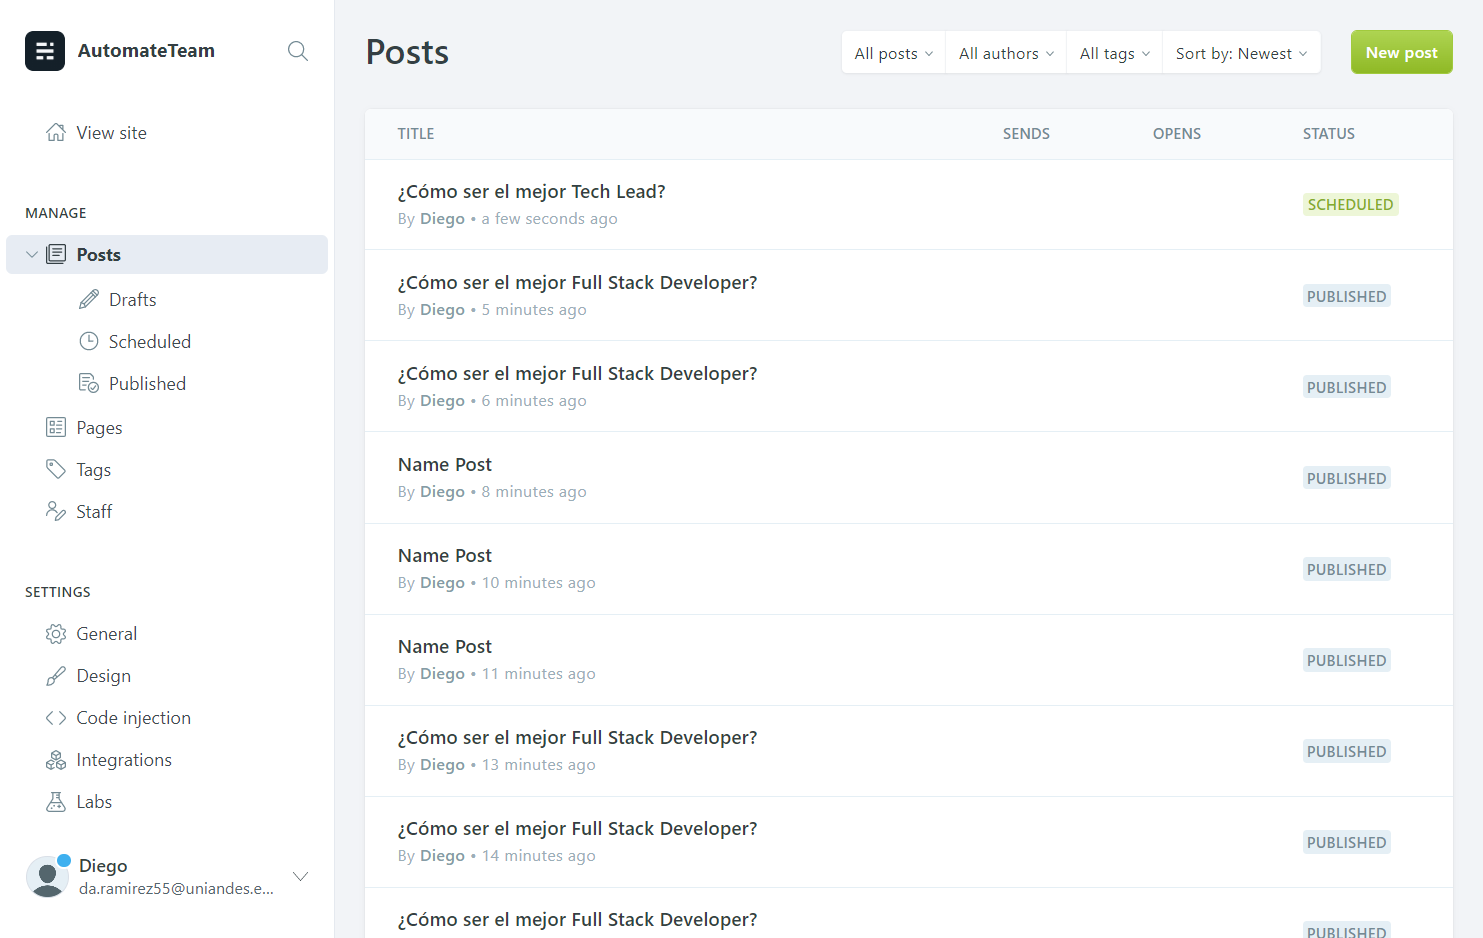 AutomateTeam
View site
MANAGE
Posts
Drafts
Scheduled
Published
Pages
Tags
Staff
SETTINGS
General
Design
Code injection
Integrations
Labs
Diego
da.ramirez55@uniandes.e...
Posts
All posts
All authors
All tags
Sort by: Newest
New post
TITLE SENDS OPENS STATUS
¿Cómo ser el mejor Tech Lead?
By Diego • a few seconds ago
SCHEDULED
¿Cómo ser el mejor Full Stack Developer?
By Diego • 5 minutes ago
PUBLISHED
¿Cómo ser el mejor Full Stack Developer?
By Diego • 6 minutes ago
PUBLISHED
Name Post
By Diego • 8 minutes ago
PUBLISHED
Name Post
By Diego • 10 minutes ago
PUBLISHED
Name Post
By Diego • 11 minutes ago
PUBLISHED
¿Cómo ser el mejor Full Stack Developer?
By Diego • 13 minutes ago
PUBLISHED
¿Cómo ser el mejor Full Stack Developer?
By Diego • 14 minutes ago
PUBLISHED
¿Cómo ser el mejor Full Stack Developer?
PUBLISHED